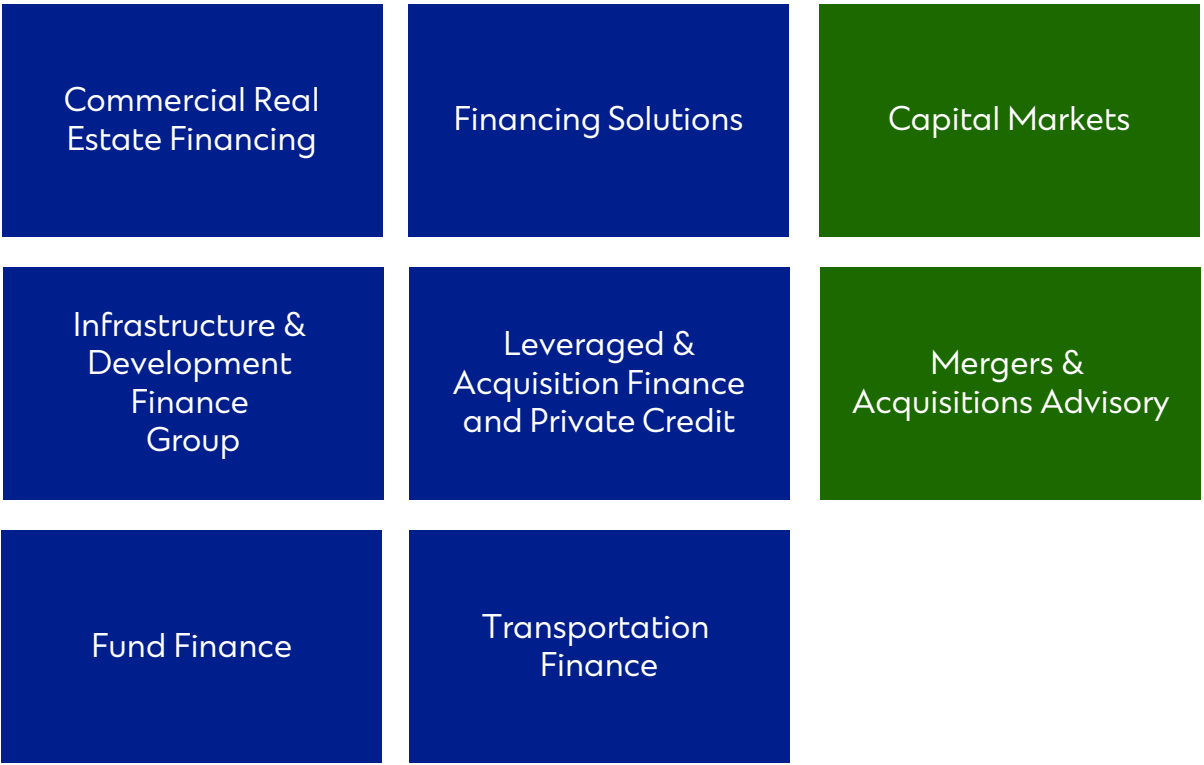 Commercial Real
Estate Financing
Financing Solutions
Capital Markets
Infrastructure &
Development
Finance
Group
Leveraged &
Acquisition Finance
and Private Credit
Mergers &
Acquisitions Advisory
Fund Finance
Transportation
Finance